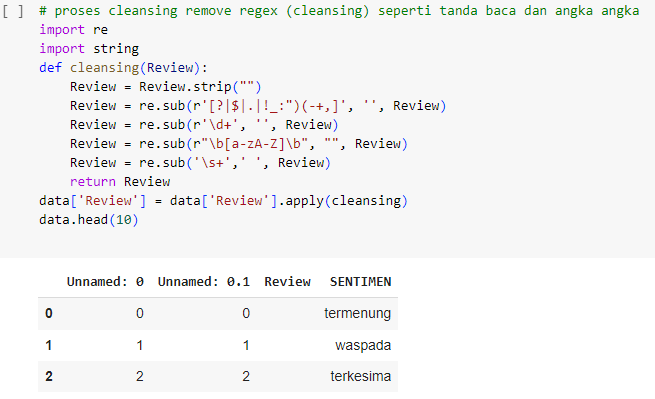 [ ] # proses cleansing remove regex (cleansing) seperti tanda baca dan angka angka
import re
import string
def cleansing(Review):
    Review = Review.strip("")
    Review = re.sub(r'[?|$|.|!_:")(-+,]', '', Review)
    Review = re.sub(r'\d+', '', Review)
    Review = re.sub(r"\b[a-zA-Z]\b", "", Review)
    Review = re.sub('\s+',' ', Review)
    return Review
data['Review'] = data['Review'].apply(cleansing)
data.head(10)
Unnamed: 0 Unnamed: 0.1 Review SENTIMEN
0 0 0 termenung
1 1 1 waspada
2 2 2 terkesima